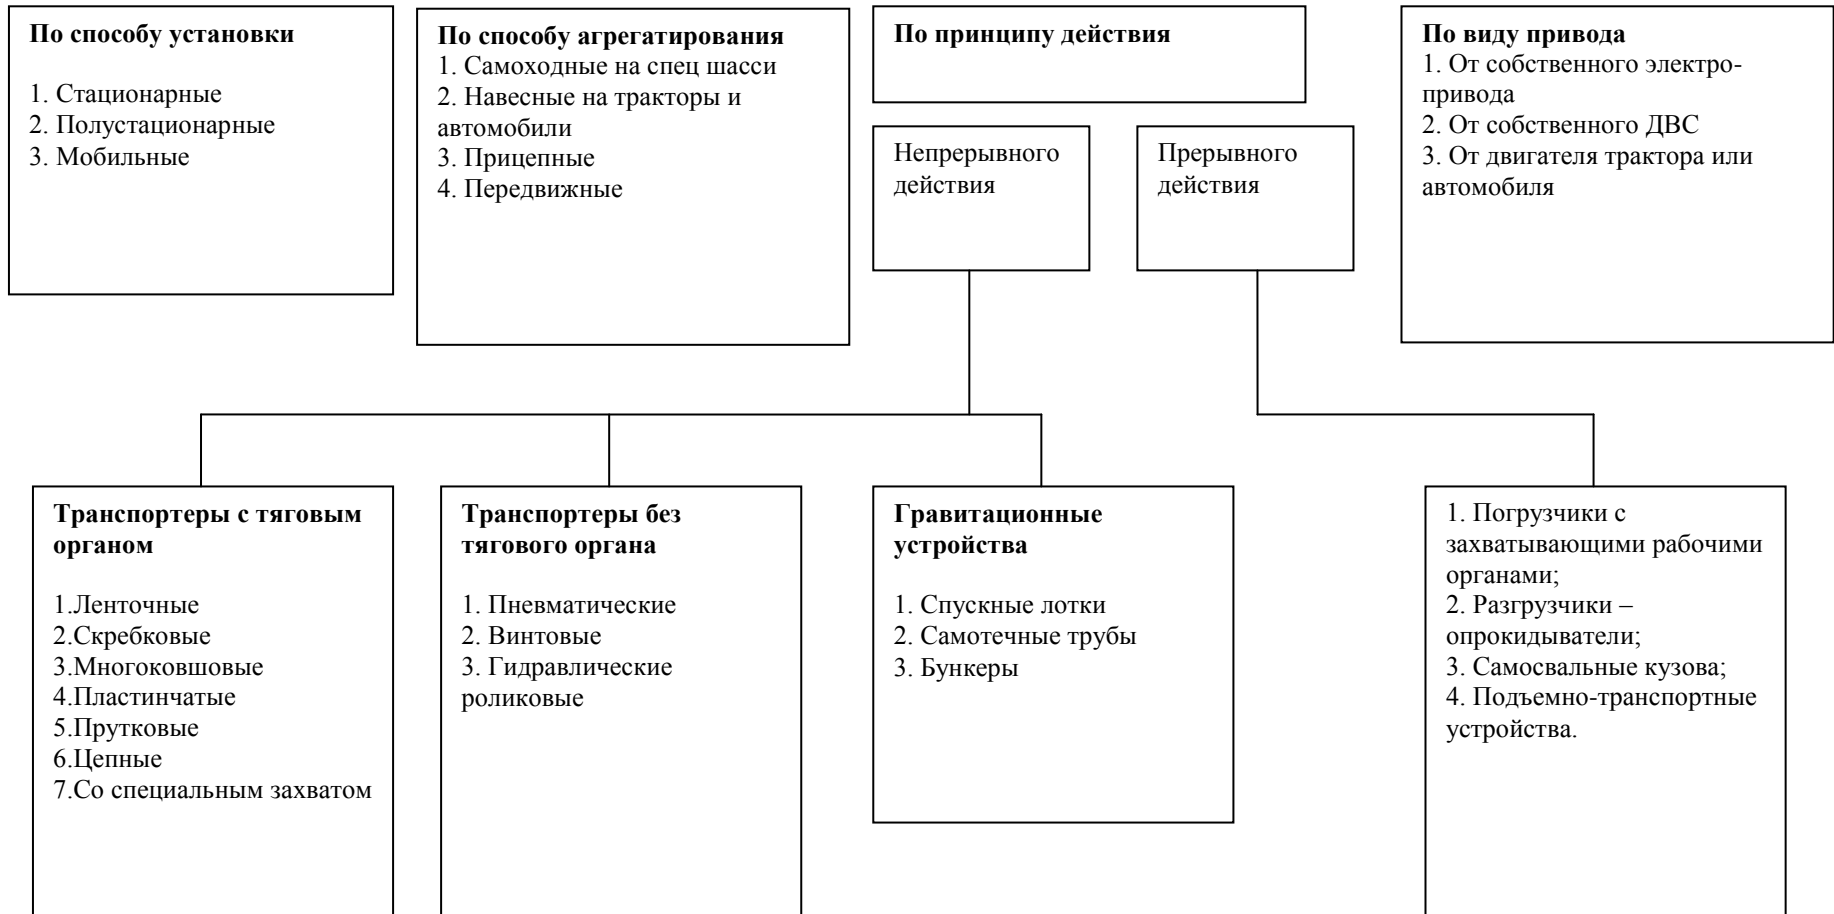 По способу установки
1. Стационарные
2. Полустационарные
3. Мобильные
По способу агрегатирования
1. Самоходные на спец шасси
2. Навесные на тракторы и
автомобили
3. Прицепные
4. Передвижные
По принципу действия
Непрерывного
действия
Прерывного
действия
По виду привода
1. От собственного электро-
привода
2. От собственного ДВС
3. От двигателя трактора или
автомобиля
Транспортеры с тяговым
органом
1.Ленточные
2.Скребковые
3.Многоковшовые
4.Пластинчатые
5.Прутковые
6.Цепные
7.Со специальным захватом
Транспортеры без
тягового органа
1. Пневматические
2. Винтовые
3. Гидравлические
роликовые
Гравитационные
устройства
1. Спускные лотки
2. Самотечные трубы
3. Бункеры
1. Погрузчики с
захватывающими рабочими
органами;
2. Разгрузчики –
опрокидыватели;
3. Самосвальные кузова;
4. Подъемно-транспортные
устройства.